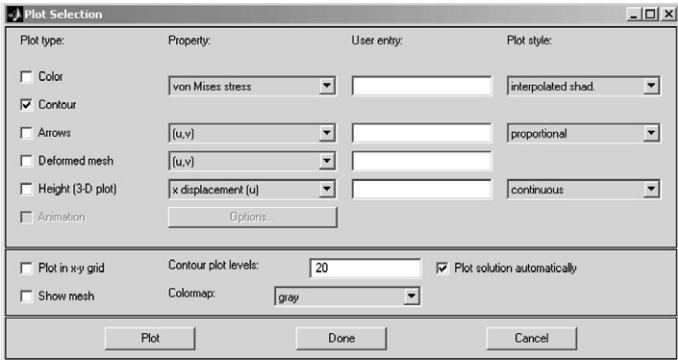 Plot Selection
Plot type: Property: User entry: Plot style:
Color
von Mises stress interpolated shad.
Contour
Arrows (u,v) proportional
Deformed mesh (u,v)
Height (3-D plot) x displacement (u) continuous
Animation Options...
Plot in x-y grid Contour plot levels: 20 Plot solution automatically
Show mesh Colormap: gray
Plot Done Cancel